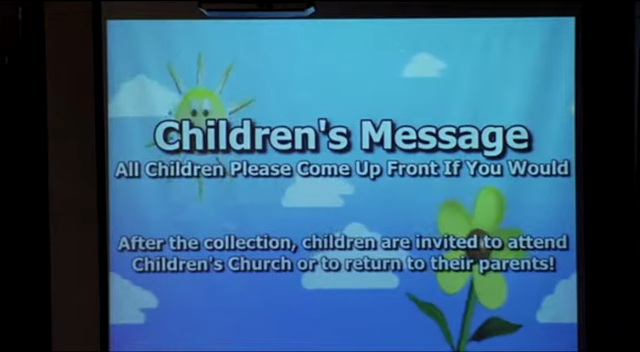 Children's Message
All Children Please Come Up Front If You Would
After the collection, children are invited to attend
Children's Church or to return to their parents!